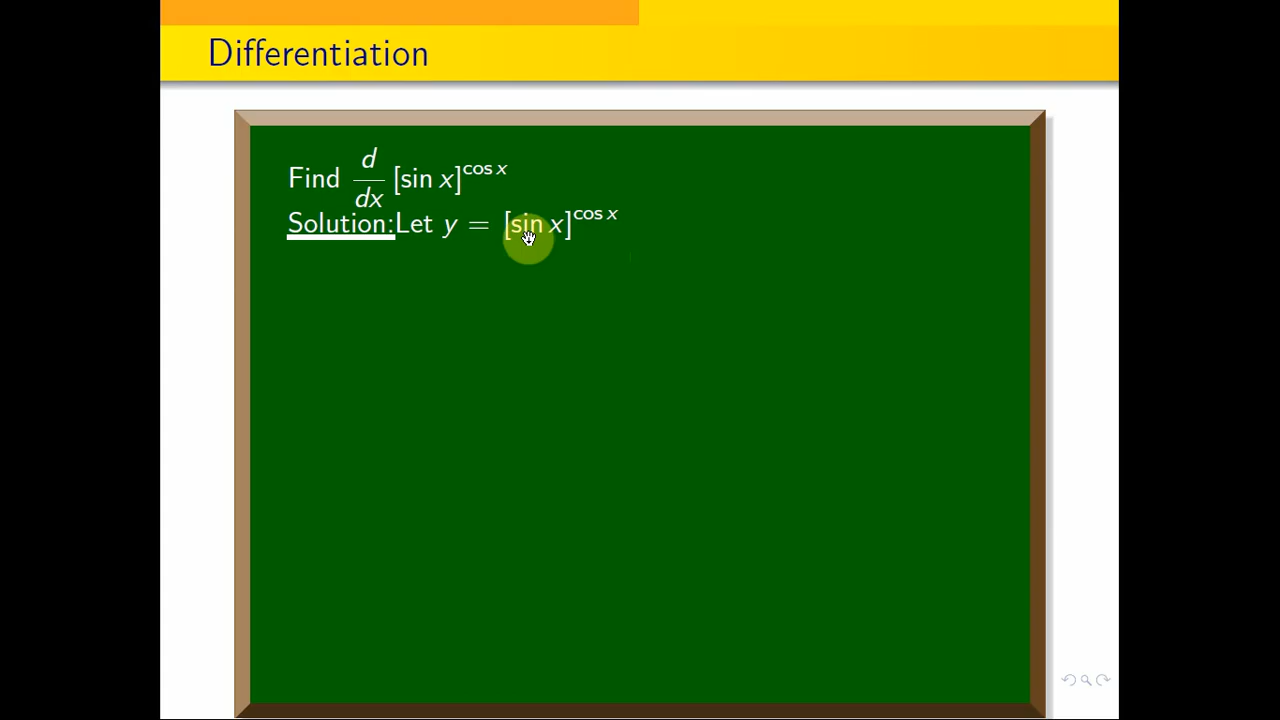 Differentiation
Find d/dx [sin x]^cos x
Solution:Let y = [sin x]^cos x